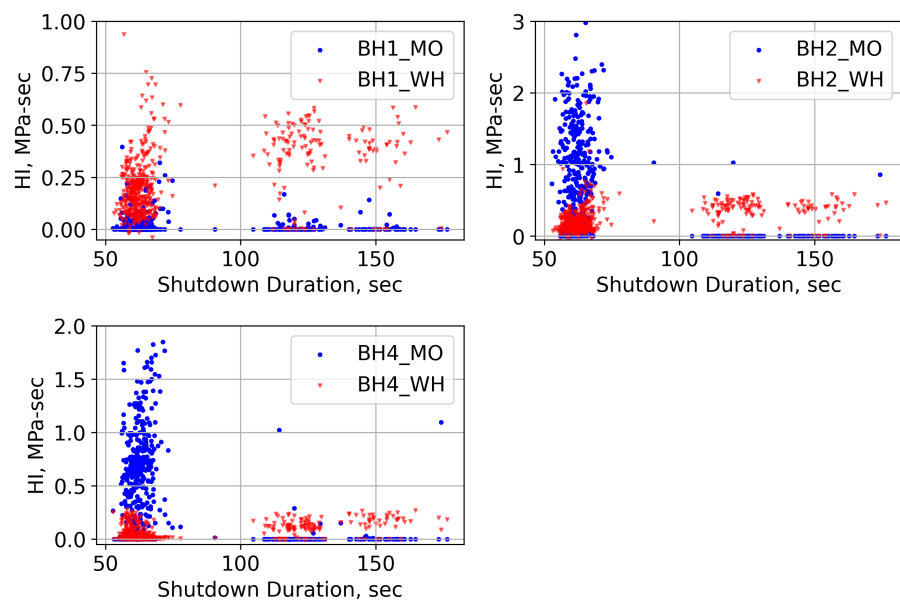 1.00
0.75
0.50
0.25
0.00
HI, MPa-sec
BH1_MO
BH1_WH
50
100
150
Shutdown Duration, sec
3
2
1
0
HI, MPa-sec
BH2_MO
BH2_WH
50
100
150
Shutdown Duration, sec
2.0
1.5
1.0
0.5
0.0
HI, MPa-sec
BH4_MO
BH4_WH
50
100
150
Shutdown Duration, sec